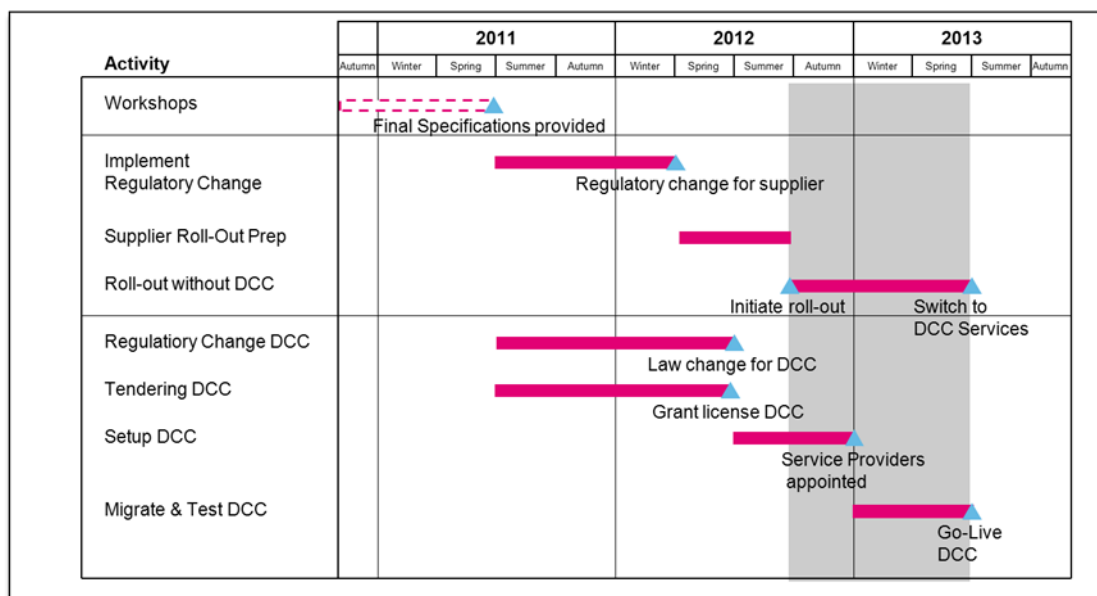 2011 2012 2013
Activity
Autumn Winter Spring Summer Autumn Winter Spring Summer Autumn Winter Spring Summer Autumn
Workshops
Final Specifications provided
Implement
Regulatory Change
Regulatory change for supplier
Supplier Roll-Out Prep
Roll-out without DCC
Initiate roll-out
Switch to
DCC Services
Regulatiory Change DCC
Law change for DCC
Tendering DCC
Grant license DCC
Setup DCC
Service Providers
appointed
Migrate & Test DCC
Go-Live
DCC